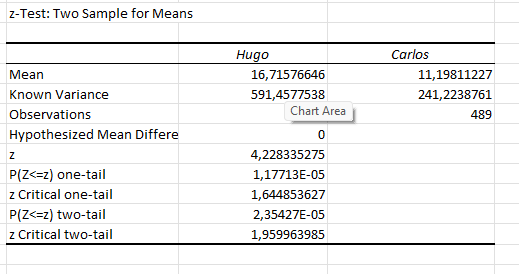 z-Test: Two Sample for Means
Hugo Carlos
Mean 16,71576646 11,19811227
Known Variance 591,4577538 241,2238761
Chart Area
Observations 489
Hypothesized Mean Differe 0
z 4,228335275
P(Z<=z) one-tail 1,17713E-05
z Critical one-tail 1,644853627
P(Z<=z) two-tail 2,35427E-05
z Critical two-tail 1,959963985